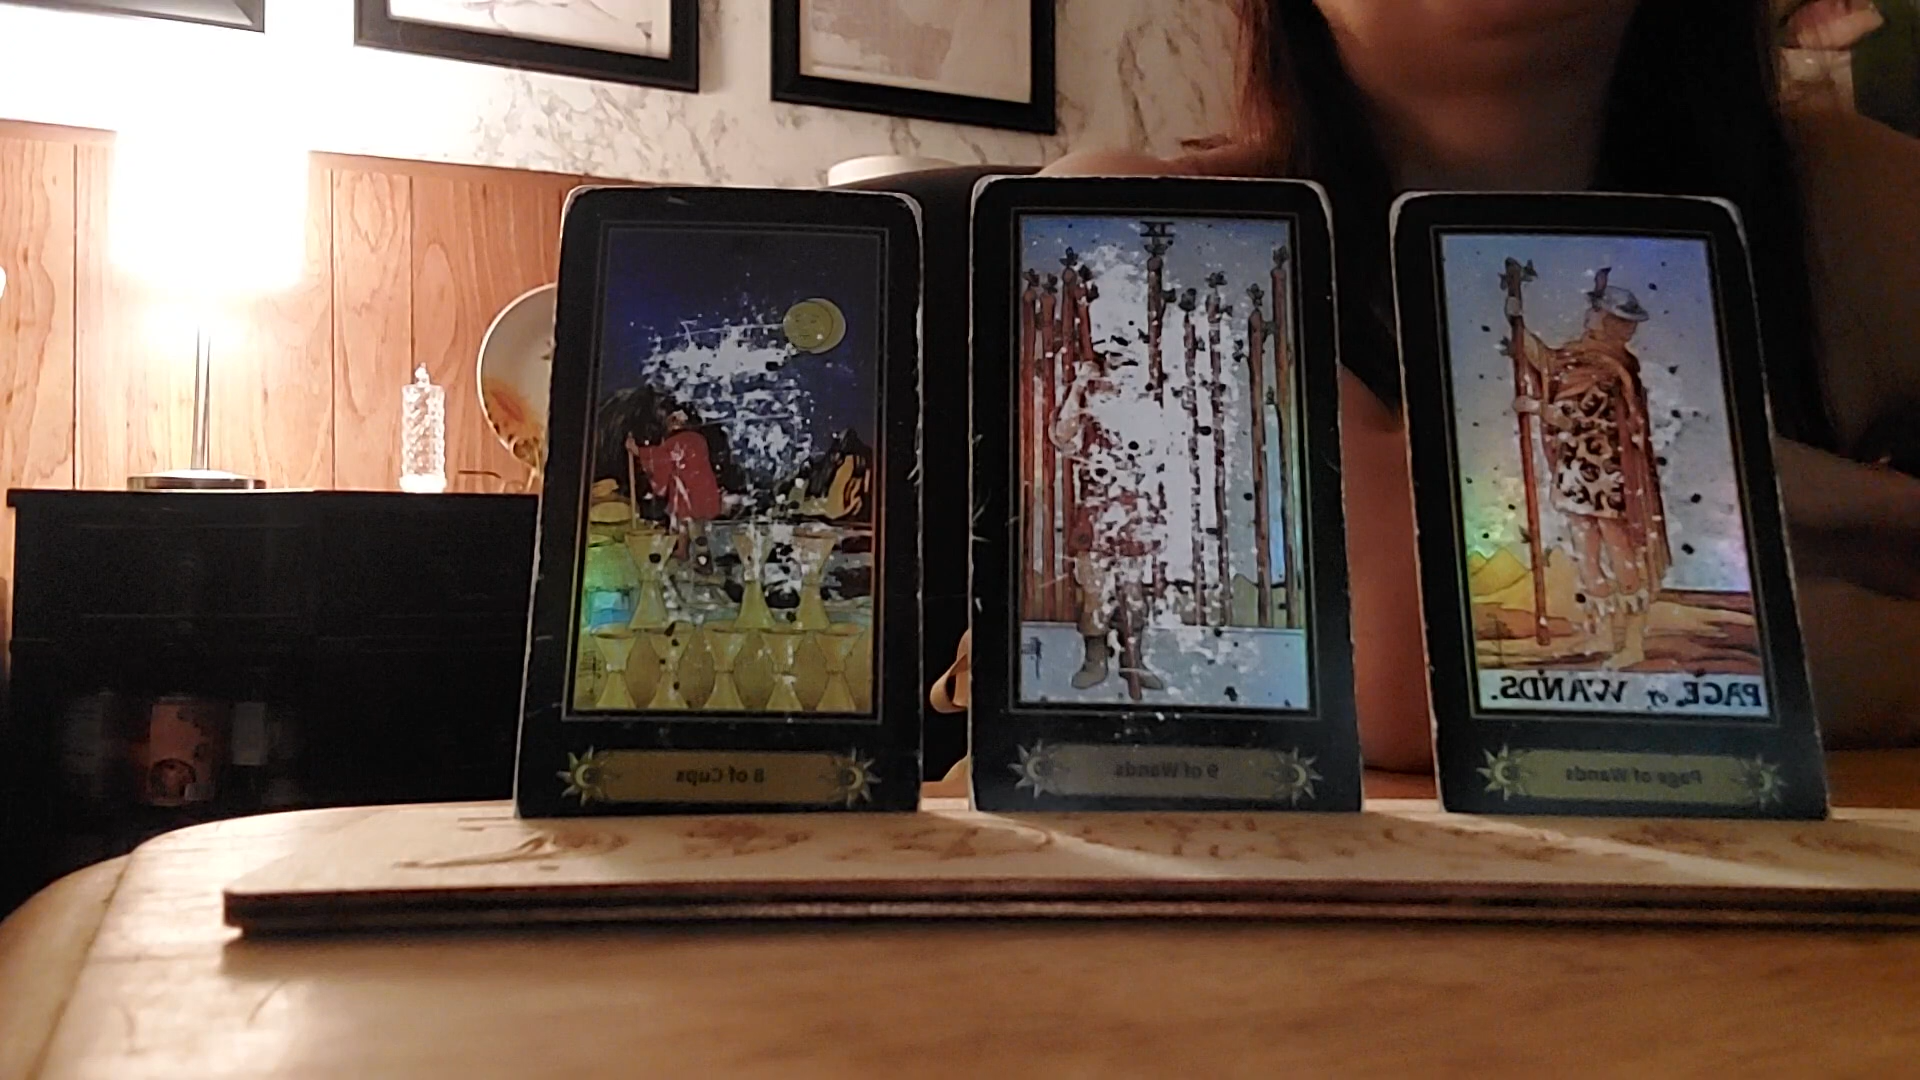 8 of Cups
IX
9 of Wands
PAGE of WANDS.
Page of Wands